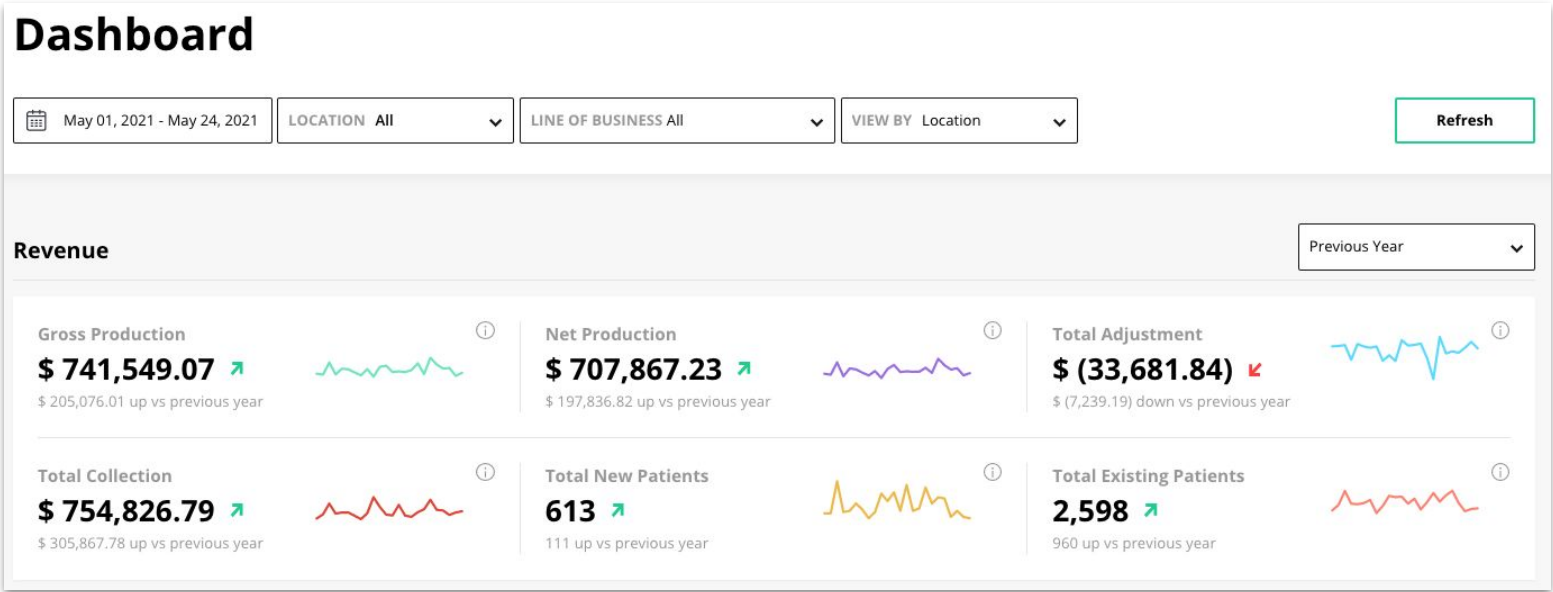 Dashboard
May 01, 2021 - May 24, 2021 LOCATION All LINE OF BUSINESS All VIEW BY Location Refresh
Revenue Previous Year
Gross Production
$ 741,549.07
$ 205,076.01 up vs previous year
Net Production
$ 707,867.23
$ 197,836.82 up vs previous year
Total Adjustment
$ (33,681.84)
$ (7,239.19) down vs previous year
Total Collection
$ 754,826.79
$ 305,867.78 up vs previous year
Total New Patients
613
111 up vs previous year
Total Existing Patients
2,598
960 up vs previous year